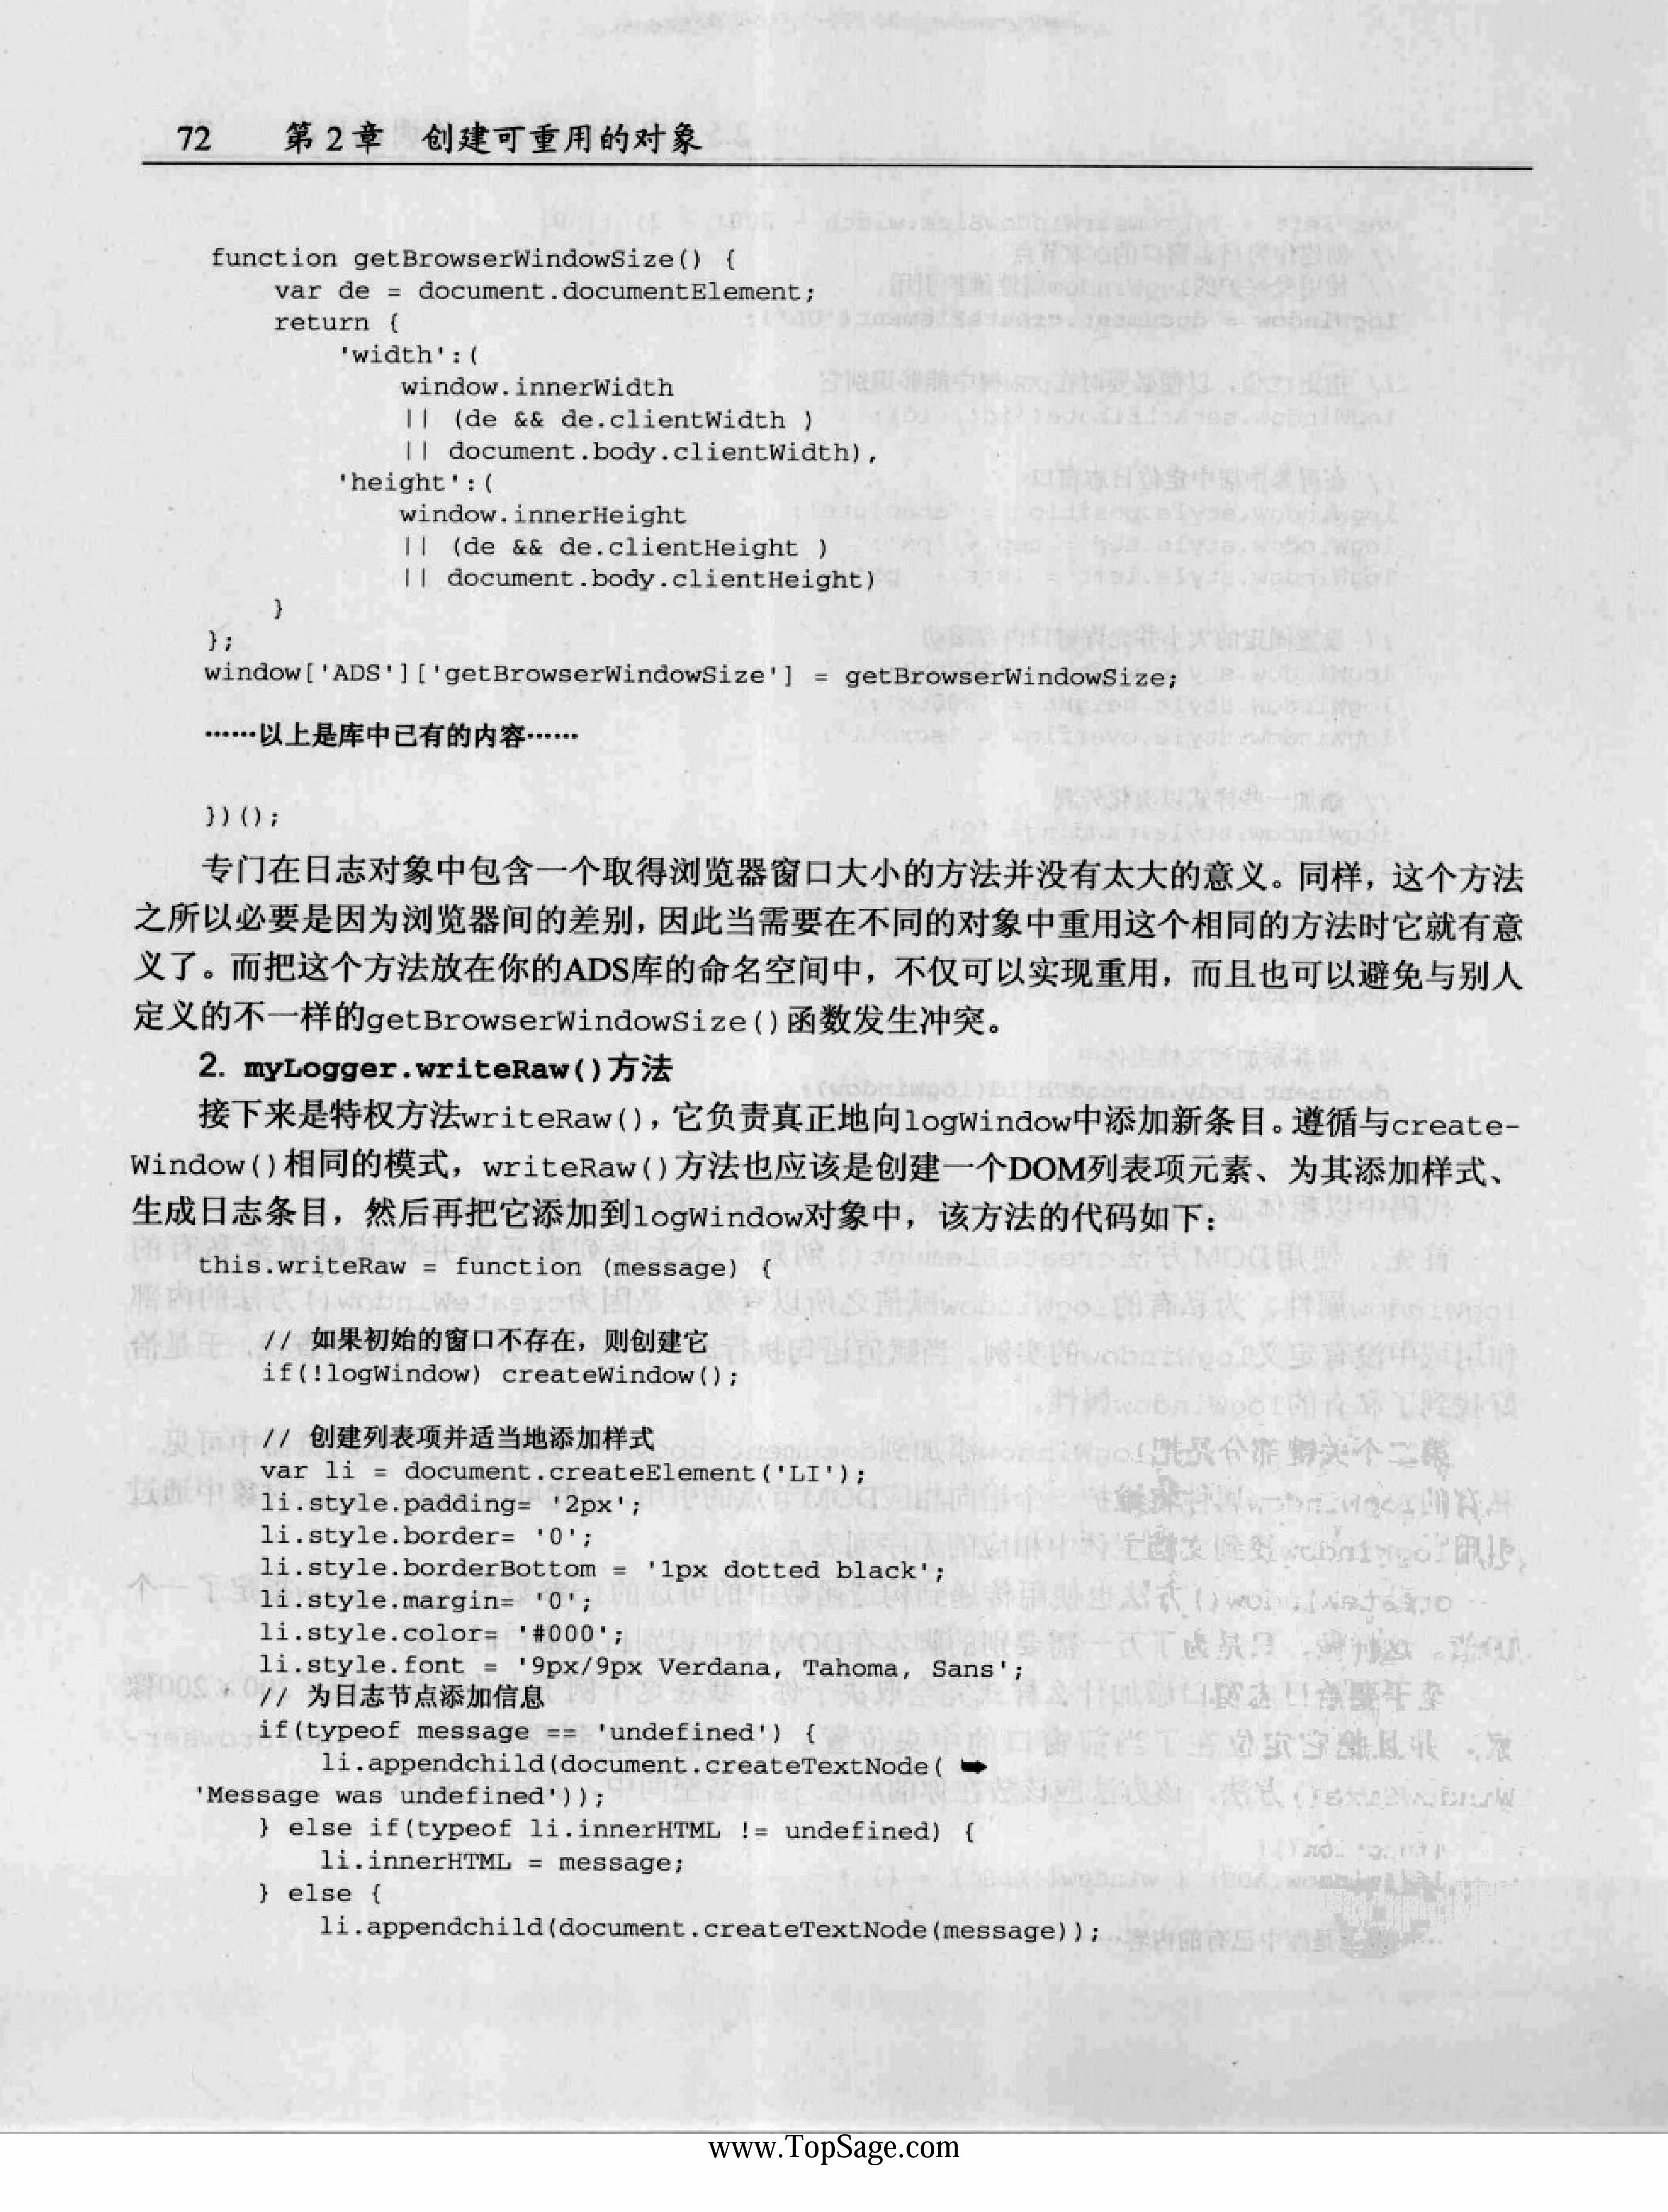 72 第 2 章 创建可重用的对象
function getBrowserWindowSize() {
var de = document.documentElement;
return {
'width':(
window.innerWidth
|| (de && de.clientWidth )
|| document.body.clientWidth),
'height':(
window.innerHeight
|| (de && de.clientHeight )
|| document.body.clientHeight)
}
};
window['ADS']['getBrowserWindowSize'] = getBrowserWindowSize;
……以上是库中已有的内容……
})();
专门在日志对象中包含一个取得浏览器窗口大小的方法并没有太大的意义。同样，这个方法
之所以必要是因为浏览器间的差别，因此当需要在不同的对象中重用这个相同的方法时它就有意
义了。而把这个方法放在你的ADS库的命名空间中，不仅可以实现重用，而且也可以避免与别人
定义的不一样的getBrowserWindowSize()函数发生冲突。
2. myLogger.writeRaw()方法
接下来是特权方法writeRaw()，它负责真正地向logWindow中添加新条目。遵循与create-
Window()相同的模式，writeRaw()方法也应该是创建一个DOM列表项元素、为其添加样式、
生成日志条目，然后再把它添加到logWindow对象中，该方法的代码如下：
this.writeRaw = function (message) {
// 如果初始的窗口不存在，则创建它
if(!logWindow) createWindow();
// 创建列表项并适当地添加样式
var li = document.createElement('LI');
li.style.padding= '2px';
li.style.border= '0';
li.style.borderBottom = '1px dotted black';
li.style.margin= '0';
li.style.color= '#000';
li.style.font = '9px/9px Verdana, Tahoma, Sans';
// 为日志节点添加信息
if(typeof message == 'undefined') {
li.appendchild(document.createTextNode( ➥
'Message was undefined'));
} else if(typeof li.innerHTML != undefined) {
li.innerHTML = message;
} else {
li.appendchild(document.createTextNode(message));
www.TopSage.com